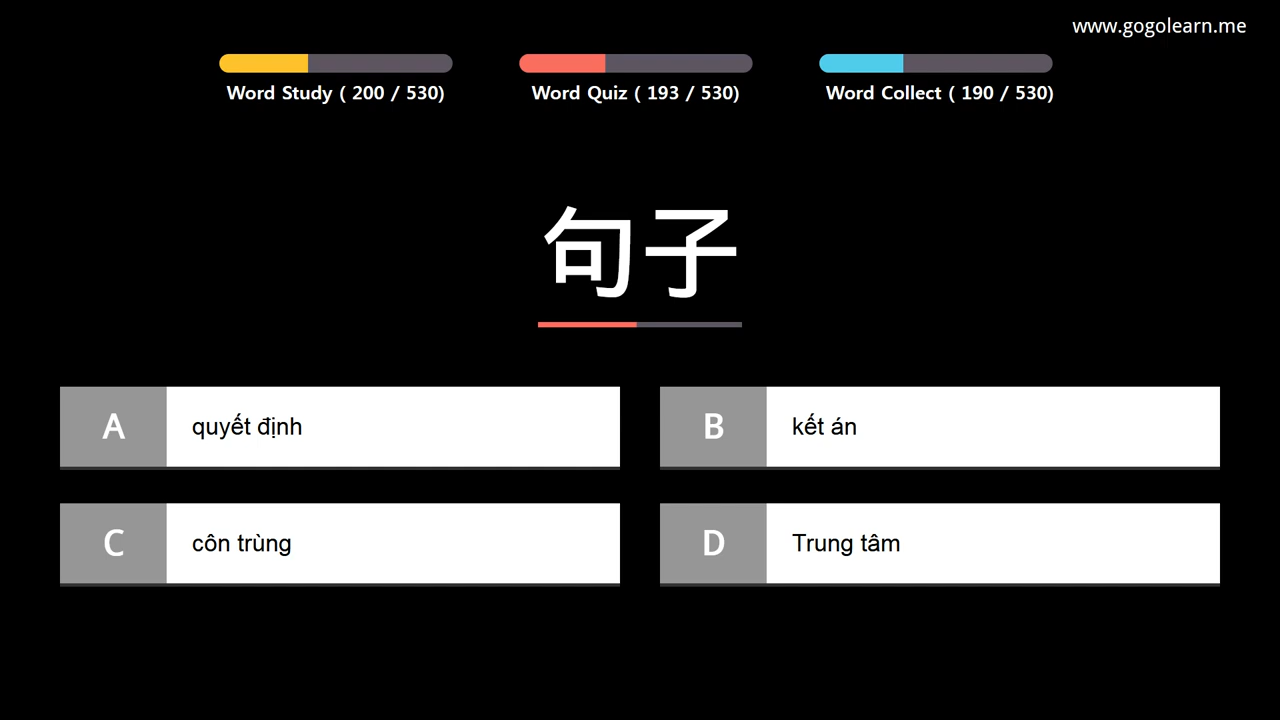 www.gogolearn.me
Word Study ( 200 / 530)
Word Quiz ( 193 / 530)
Word Collect ( 190 / 530)
句子
A quyết định
B kết án
C côn trùng
D Trung tâm